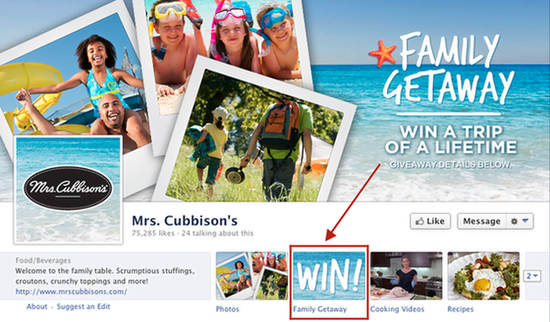 FAMILY
GETAWAY
WIN A TRIP
OF A LIFETIME
GIVEAWAY DETAILS BELOW
Mrs. Cubbison's
Mrs. Cubbison's
75,285 likes · 24 talking about this
Like
Message
Food/Beverages
Welcome to the family table. Scrumptious stuffings,
croutons, crunchy toppings and more!
http://www.mrscubbisons.com/
About · Suggest an Edit
Photos
WIN!
Family Getaway
Cooking Videos
Recipes
2